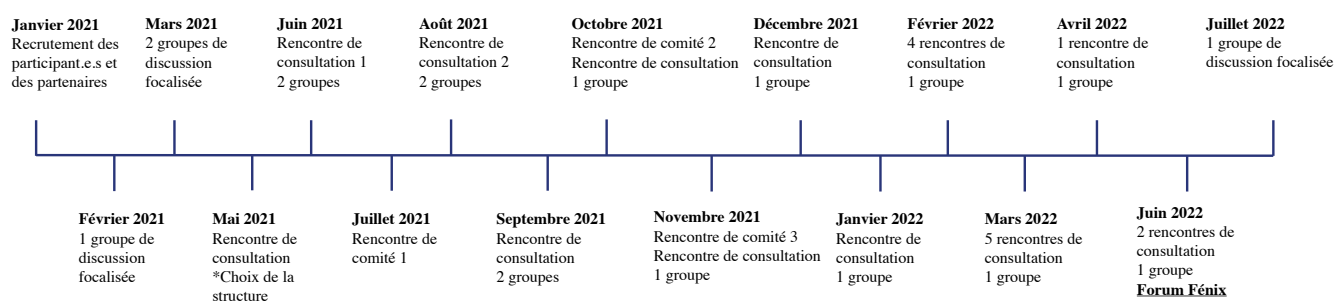 Janvier 2021
Recrutement des
participant.e.s et
des partenaires
Mars 2021
2 groupes de
discussion
focalisée
Juin 2021
Rencontre de
consultation 1
2 groupes
Août 2021
Rencontre de
consultation 2
2 groupes
Octobre 2021
Rencontre de comité 2
Rencontre de consultation
1 groupe
Décembre 2021
Rencontre de
consultation
1 groupe
Février 2022
4 rencontres de
consultation
1 groupe
Avril 2022
1 rencontre de
consultation
1 groupe
Juillet 2022
1 groupe de
discussion focalisée
Février 2021
1 groupe de
discussion
focalisée
Mai 2021
Rencontre de
consultation
*Choix de la
structure
Juillet 2021
Rencontre de
comité 1
Septembre 2021
Rencontre de
consultation
2 groupes
Novembre 2021
Rencontre de comité 3
Rencontre de consultation
1 groupe
Janvier 2022
Rencontre de
consultation
1 groupe
Mars 2022
5 rencontres de
consultation
1 groupe
Juin 2022
2 rencontres de
consultation
1 groupe
Forum Fénix